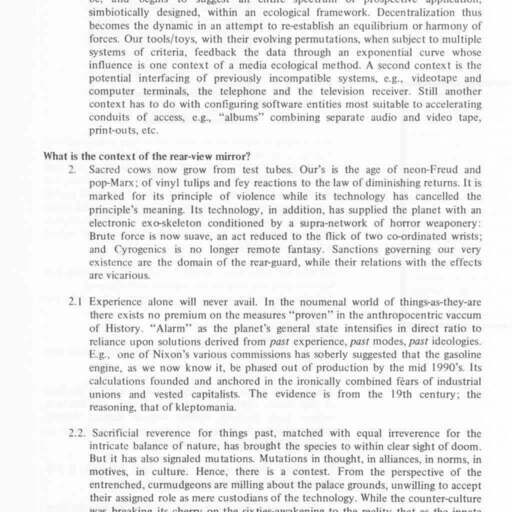 be, and begins to suggest an entire spectrum of prospective application,
simbiotically designed, within an ecological framework. Decentralization thus
becomes the dynamic in an attempt to re-establish an equilibrium or harmony of
forces. Our tools/toys, with their evolving permutations, when subject to multiple
systems of criteria, feedback the data through an exponential curve whose
influence is one context of a media ecological method. A second context is the
potential interfacing of previously incompatible systems, e.g., videotape and
computer terminals, the telephone and the television receiver. Still another
context has to do with configuring software entities most suitable to accelerating
conduits of access, e.g., “albums” combining separate audio and video tape,
print-outs, etc.
What is the context of the rear-view mirror?
2. Sacred cows now grow from test tubes. Our's is the age of neon-Freud and
pop-Marx; of vinyl tulips and fey reactions to the law of diminishing returns. It is
marked for its principle of violence while its technology has cancelled the
principle's meaning. Its technology, in addition, has supplied the planet with an
electronic exo-skeleton conditioned by a supra-network of horror weaponery:
Brute force is now suave, an act reduced to the flick of two co-ordinated wrists;
and Cyrogenics is no longer remote fantasy. Sanctions governing our very
existence are the domain of the rear-guard, while their relations with the effects
are vicarious.
2.1 Experience alone will never avail. In the noumenal world of things-as-they-are
there exists no premium on the measures “proven” in the anthropocentric vaccum
of History. “Alarm” as the planet's general state intensifies in direct ratio to
reliance upon solutions derived from past experience, past modes, past ideologies.
E.g., one of Nixon's various commissions has soberly suggested that the gasoline
engine, as we now know it, be phased out of production by the mid 1990's. Its
calculations founded and anchored in the ironically combined fears of industrial
unions and vested capitalists. The evidence is from the 19th century; the
reasoning, that of kleptomania.
2.2. Sacrificial reverence for things past, matched with equal irreverence for the
intricate balance of nature, has brought the species to within clear sight of doom.
But it has also signaled mutations. Mutations in thought, in alliances, in norms, in
motives, in culture. Hence, there is a contest. From the perspective of the
entrenched, curmudgeons are milling about the palace grounds, unwilling to accept
their assigned role as mere custodians of the technology. While the counter-culture
was breaking its cherry on the sixties-awakening to the reality that as the innate